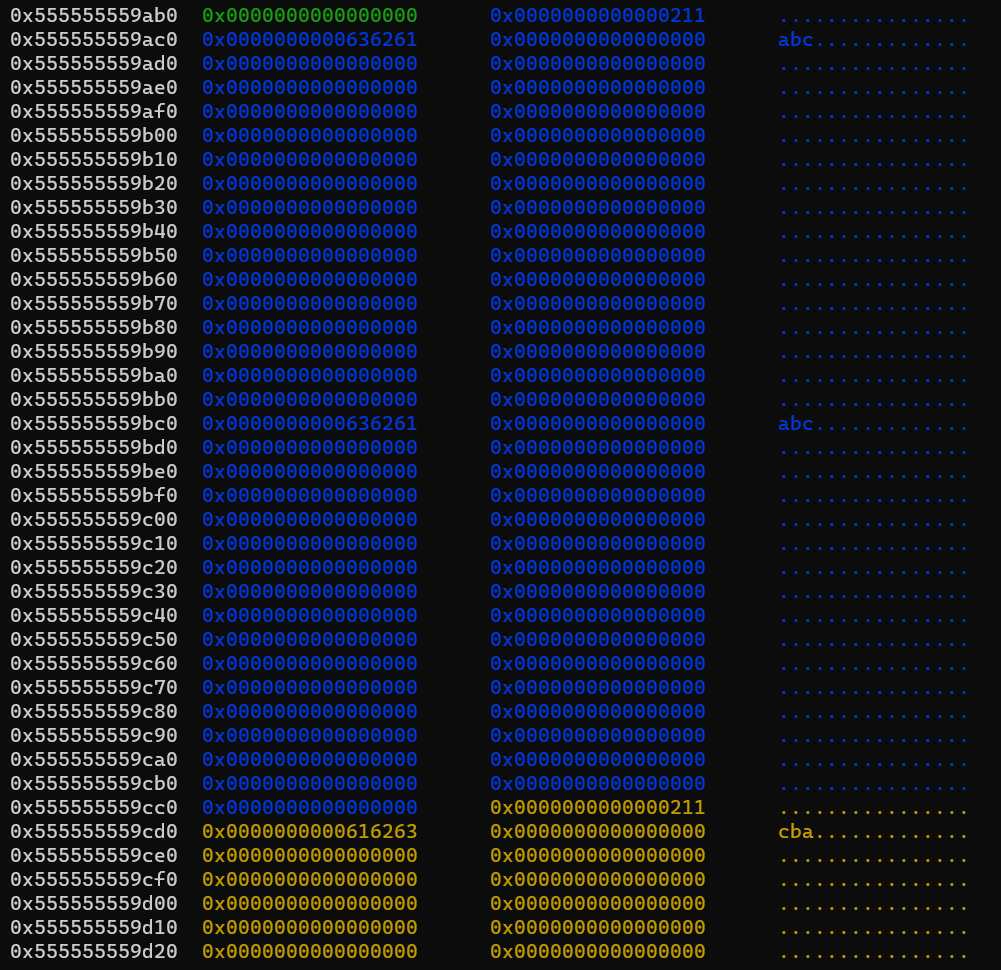 0x555555559ab0 0x0000000000000000 0x0000000000000211 ................
0x555555559ac0 0x0000000000636261 0x0000000000000000 abc.............
0x555555559ad0 0x0000000000000000 0x0000000000000000 ................
0x555555559ae0 0x0000000000000000 0x0000000000000000 ................
0x555555559af0 0x0000000000000000 0x0000000000000000 ................
0x555555559b00 0x0000000000000000 0x0000000000000000 ................
0x555555559b10 0x0000000000000000 0x0000000000000000 ................
0x555555559b20 0x0000000000000000 0x0000000000000000 ................
0x555555559b30 0x0000000000000000 0x0000000000000000 ................
0x555555559b40 0x0000000000000000 0x0000000000000000 ................
0x555555559b50 0x0000000000000000 0x0000000000000000 ................
0x555555559b60 0x0000000000000000 0x0000000000000000 ................
0x555555559b70 0x0000000000000000 0x0000000000000000 ................
0x555555559b80 0x0000000000000000 0x0000000000000000 ................
0x555555559b90 0x0000000000000000 0x0000000000000000 ................
0x555555559ba0 0x0000000000000000 0x0000000000000000 ................
0x555555559bb0 0x0000000000000000 0x0000000000000000 ................
0x555555559bc0 0x0000000000636261 0x0000000000000000 abc.............
0x555555559bd0 0x0000000000000000 0x0000000000000000 ................
0x555555559be0 0x0000000000000000 0x0000000000000000 ................
0x555555559bf0 0x0000000000000000 0x0000000000000000 ................
0x555555559c00 0x0000000000000000 0x0000000000000000 ................
0x555555559c10 0x0000000000000000 0x0000000000000000 ................
0x555555559c20 0x0000000000000000 0x0000000000000000 ................
0x555555559c30 0x0000000000000000 0x0000000000000000 ................
0x555555559c40 0x0000000000000000 0x0000000000000000 ................
0x555555559c50 0x0000000000000000 0x0000000000000000 ................
0x555555559c60 0x0000000000000000 0x0000000000000000 ................
0x555555559c70 0x0000000000000000 0x0000000000000000 ................
0x555555559c80 0x0000000000000000 0x0000000000000000 ................
0x555555559c90 0x0000000000000000 0x0000000000000000 ................
0x555555559ca0 0x0000000000000000 0x0000000000000000 ................
0x555555559cb0 0x0000000000000000 0x0000000000000000 ................
0x555555559cc0 0x0000000000000000 0x0000000000000211 ................
0x555555559cd0 0x0000000000616263 0x0000000000000000 cba.............
0x555555559ce0 0x0000000000000000 0x0000000000000000 ................
0x555555559cf0 0x0000000000000000 0x0000000000000000 ................
0x555555559d00 0x0000000000000000 0x0000000000000000 ................
0x555555559d10 0x0000000000000000 0x0000000000000000 ................
0x555555559d20 0x0000000000000000 0x0000000000000000 ................